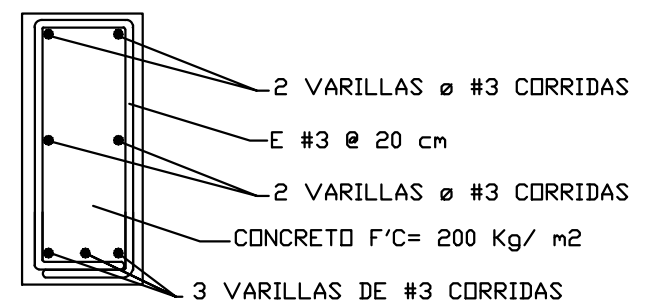 2 VARILLAS ø #3 CORRIDAS
E #3 @ 20 cm
2 VARILLAS ø #3 CORRIDAS
CONCRETO F'C= 200 Kg/ m2
3 VARILLAS DE #3 CORRIDAS